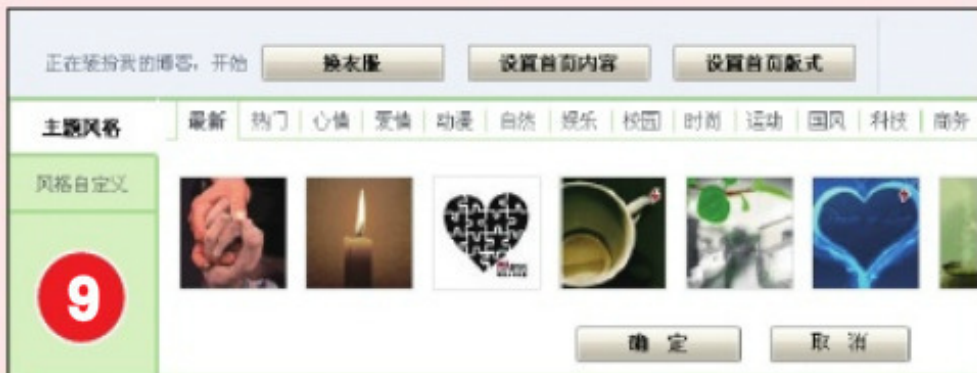 正在装扮我的博客，开始 换衣服 设置首页内容 设置首页版式
主题风格 最新 热门 心情 爱情 动漫 自然 娱乐 校园 时尚 运动 国风 科技 商务
风格自定义
9
确 定 取 消